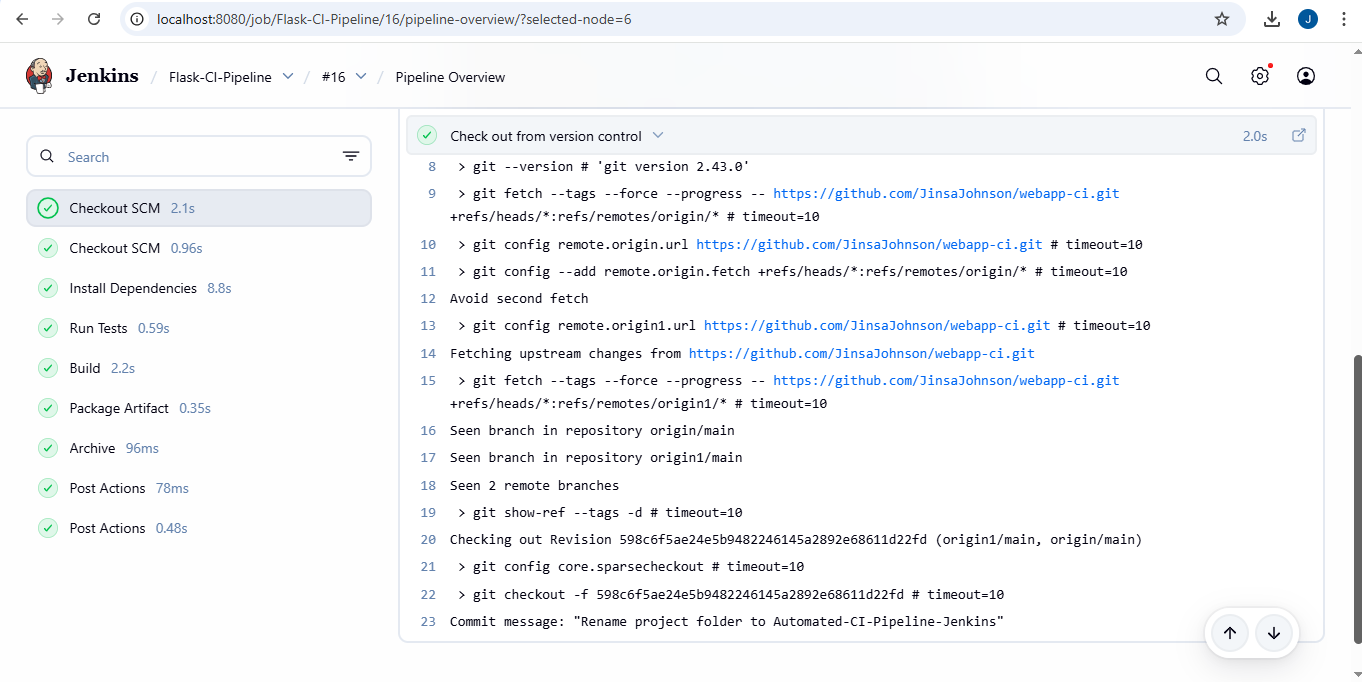 localhost:8080/job/Flask-CI-Pipeline/16/pipeline-overview/?selected-node=6
J
Jenkins / Flask-CI-Pipeline / #16 / Pipeline Overview
Search
Checkout SCM 2.1s
Checkout SCM 0.96s
Install Dependencies 8.8s
Run Tests 0.59s
Build 2.2s
Package Artifact 0.35s
Archive 96ms
Post Actions 78ms
Post Actions 0.48s
Check out from version control 2.0s
8 > git --version # 'git version 2.43.0'
9 > git fetch --tags --force --progress -- https://github.com/JinsaJohnson/webapp-ci.git
+refs/heads/*:refs/remotes/origin/* # timeout=10
10 > git config remote.origin.url https://github.com/JinsaJohnson/webapp-ci.git # timeout=10
11 > git config --add remote.origin.fetch +refs/heads/*:refs/remotes/origin/* # timeout=10
12 Avoid second fetch
13 > git config remote.origin1.url https://github.com/JinsaJohnson/webapp-ci.git # timeout=10
14 Fetching upstream changes from https://github.com/JinsaJohnson/webapp-ci.git
15 > git fetch --tags --force --progress -- https://github.com/JinsaJohnson/webapp-ci.git
+refs/heads/*:refs/remotes/origin1/* # timeout=10
16 Seen branch in repository origin/main
17 Seen branch in repository origin1/main
18 Seen 2 remote branches
19 > git show-ref --tags -d # timeout=10
20 Checking out Revision 598c6f5ae24e5b9482246145a2892e68611d22fd (origin1/main, origin/main)
21 > git config core.sparsecheckout # timeout=10
22 > git checkout -f 598c6f5ae24e5b9482246145a2892e68611d22fd # timeout=10
23 Commit message: "Rename project folder to Automated-CI-Pipeline-Jenkins"